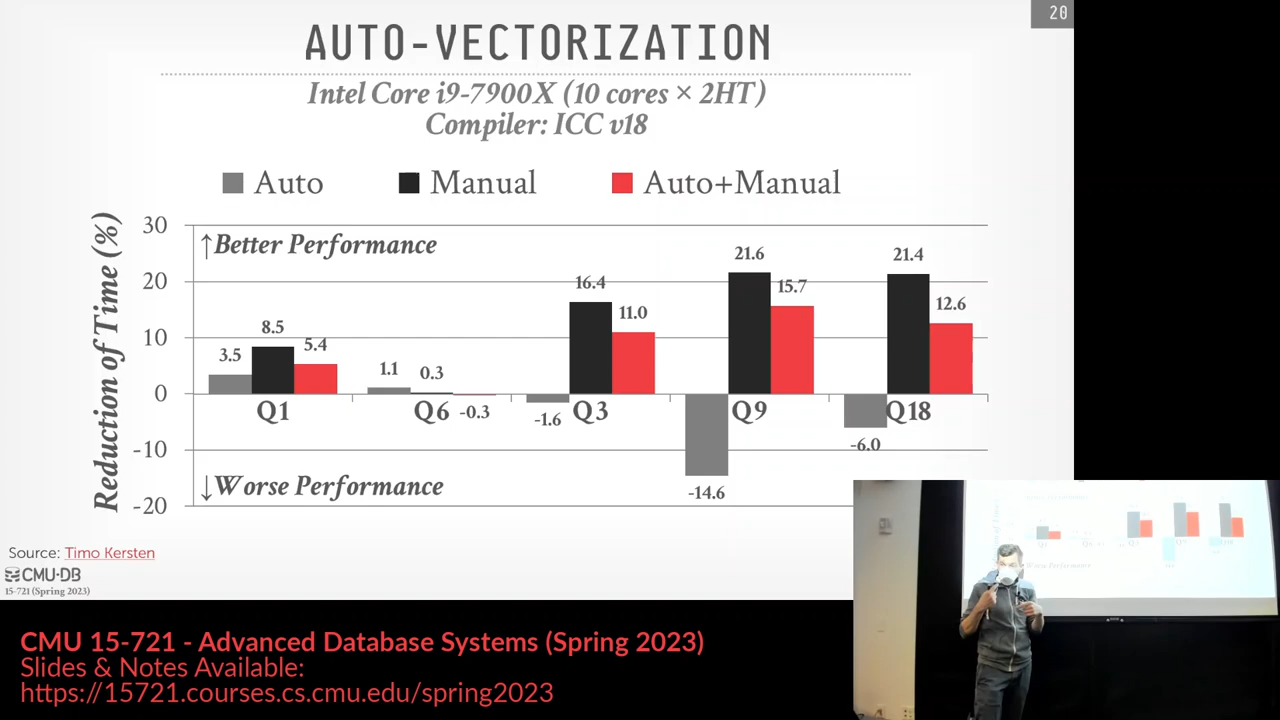 20
AUTO-VECTORIZATION
Intel Core i9-7900X (10 cores × 2HT)
Compiler: ICC v18
Auto Manual Auto+Manual
Reduction of Time (%)
30
20
10
0
-10
-20
↑Better Performance
↓Worse Performance
3.5 8.5 5.4
1.1 0.3 -0.3
-1.6 16.4 11.0
-14.6 21.6 15.7
-6.0 21.4 12.6
Q1 Q6 Q3 Q9 Q18
Source: Timo Kersten
CMU·DB
15-721 (Spring 2023)
CMU 15-721 - Advanced Database Systems (Spring 2023)
Slides & Notes Available:
https://15721.courses.cs.cmu.edu/spring2023